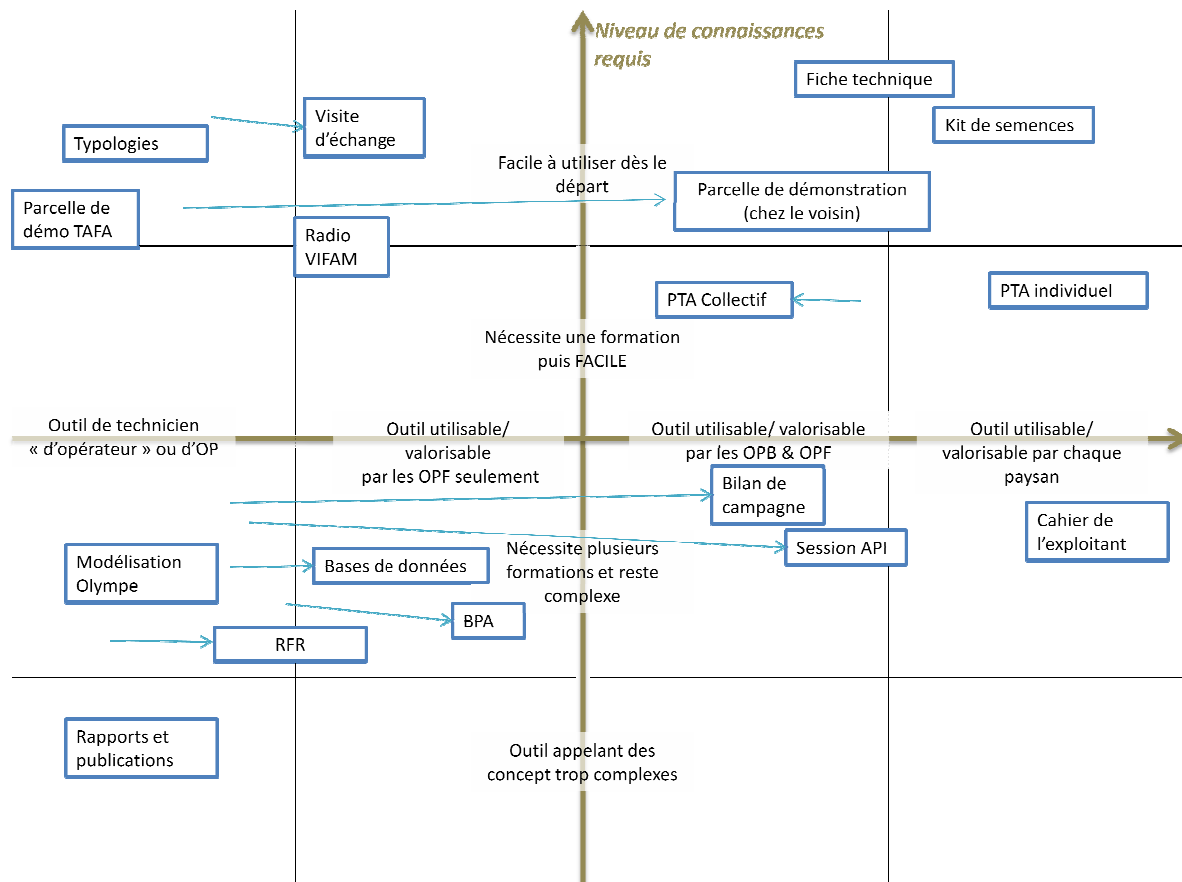 Niveau de connaissances
requis
Fiche technique
Kit de semences
Visite
d’échange
Typologies
Facile à utiliser dès le
départ
Parcelle de démonstration
(chez le voisin)
Parcelle de
démo TAFA
Radio
VIFAM
PTA Collectif
PTA individuel
Nécessite une formation
puis FACILE
Outil de technicien
« d’opérateur » ou d’OP
Outil utilisable/
valorisable
par les OPF seulement
Outil utilisable/ valorisable
par les OPB & OPF
Outil utilisable/
valorisable par chaque
paysan
Bilan de
campagne
Cahier de
l’exploitant
Session API
Modélisation
Olympe
Bases de données
Nécessite plusieurs
formations et reste
complexe
BPA
RFR
Rapports et
publications
Outil appelant des
concept trop complexes